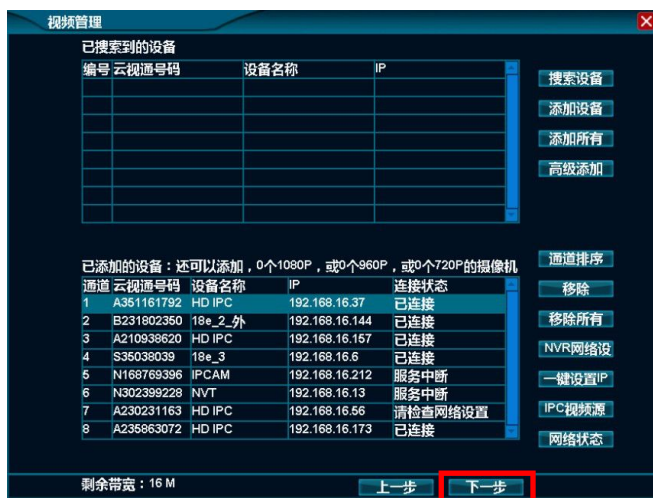 视频管理
已搜索到的设备
编号 云视通号码 设备名称 IP
搜索设备
添加设备
添加所有
高级添加
已添加的设备：还可以添加，0个1080P，或0个960P，或0个720P的摄像机
通道 云视通号码 设备名称 IP 连接状态
1 A351161792 HD IPC 192.168.16.37 已连接
2 B231802350 18e_2_外 192.168.16.144 已连接
3 A210938620 HD IPC 192.168.16.157 已连接
4 S35038039 18e_3 192.168.16.6 已连接
5 N168769396 IPCAM 192.168.16.212 服务中断
6 N302399228 NVT 192.168.16.13 服务中断
7 A230231163 HD IPC 192.168.16.56 请检查网络设置
8 A235863072 HD IPC 192.168.16.173 已连接
通道排序
移除
移除所有
NVR网络设
一键设置IP
IPC视频源
网络状态
剩余带宽：16 M
上一步
下一步